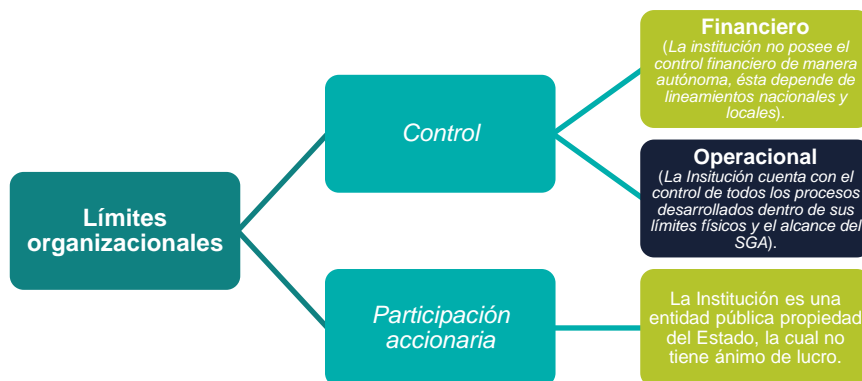 Límites
organizacionales
Control
Financiero
(La institución no posee el
control financiero de manera
autónoma, ésta depende de
lineamientos nacionales y
locales).
Operacional
(La Insitución cuenta con el
control de todos los procesos
desarrollados dentro de sus
límites físicos y el alcance del
SGA).
Participación
accionaria
La Institución es una
entidad pública propiedad
del Estado, la cual no
tiene ánimo de lucro.